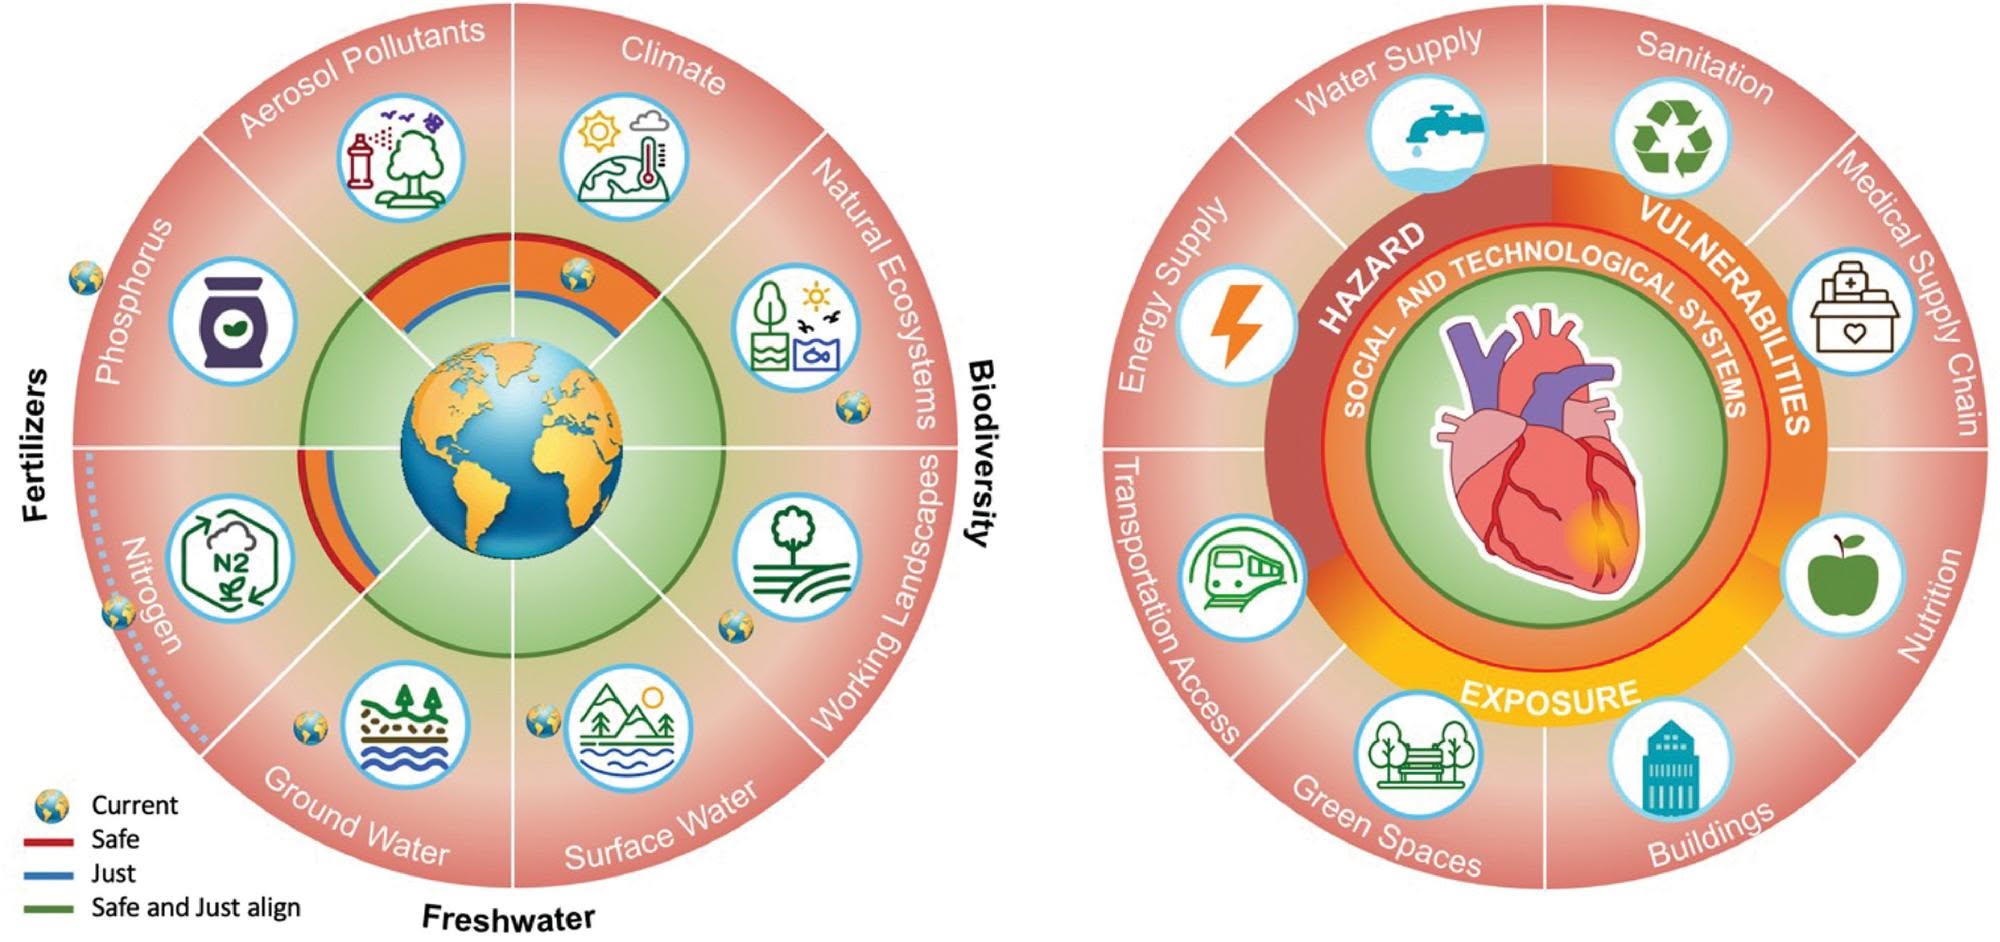 Aerosol Pollutants
Climate
Natural Ecosystems
Phosphorus
Fertilizers
Biodiversity
Nitrogen
N2
Working Landscapes
Ground Water
Surface Water
Freshwater
Current
Safe
Just
Safe and Just align
Water Supply
Sanitation
Energy Supply
Medical Supply Chain
HAZARD
VULNERABILITIES
SOCIAL AND TECHNOLOGICAL SYSTEMS
Transportation Access
Nutrition
EXPOSURE
Green Spaces
Buildings